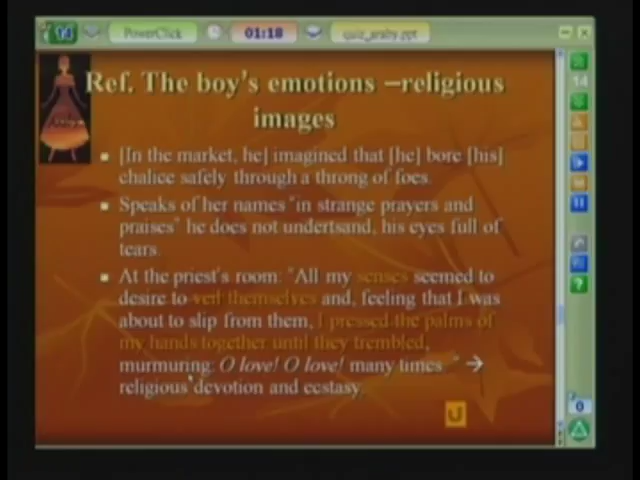 14
PowerClick
01:18
quiz_araby.ppt
Ref. The boy's emotions –religious
images
[In the market, he] imagined that [he] bore [his]
chalice safely through a throng of foes.
Speaks of her names "in strange prayers and
praises" he does not undertsand, his eyes full of
tears.
At the priest's room: "All my senses seemed to
desire to veil themselves and, feeling that I was
about to slip from them, I pressed the palms of
my hands together until they trembled,
murmuring: O love! O love! many times " →
religious devotion and ecstasy.
14
?
0